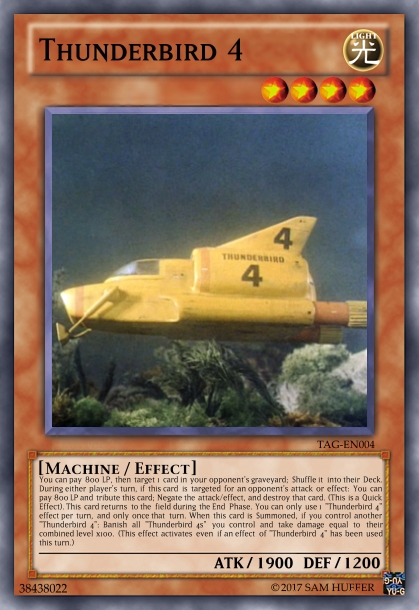 THUNDERBIRD 4
LIGHT
光
4
THUNDERBIRD
4
TAG-EN004
[MACHINE / EFFECT]
You can pay 800 LP, then target 1 card in your opponent's graveyard; Shuffle it into their Deck.
During either player's turn, if this card is targeted for an opponent's attack or effect: You can
pay 800 LP and tribute this card; Negate the attack/effect, and destroy that card. (This is a Quick
Effect). This card returns to the field during the End Phase. You can only use 1 "Thunderbird 4"
effect per turn, and only once that turn. When this card is Summoned, if you control another
"Thunderbird 4": Banish all "Thunderbird 4s" you control and take damage equal to their
combined level x100. (This effect activates even if an effect of "Thunderbird 4" has been used
this turn.)
ATK / 1900 DEF / 1200
38438022
©2017 SAM HUFFER